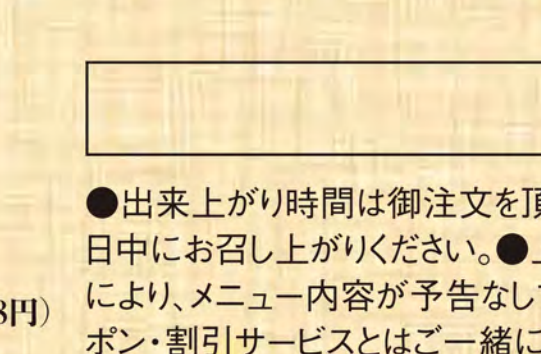 ●出来上がり時間は御注文を頂
日中にお召し上がりください。●
により、メニュー内容が予告なし
ポン・割引サービスとはご一緒に
8円）